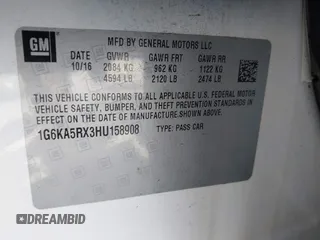 GM
MFD BY GENERAL MOTORS LLC
DATE GVWR GAWR FRT GAWR RR
10/16 2084 KG 962 KG 1122 KG
4594 LB 2120 LB 2474 LB
THIS VEHICLE CONFORMS TO ALL APPLICABLE U.S. FEDERAL MOTOR
VEHICLE SAFETY, BUMPER, AND THEFT PREVENTION STANDARDS
IN EFFECT ON THE DATE OF MANUFACTURE SHOWN ABOVE.
1G6KA5RX3HU158908 TYPE: PASS CAR